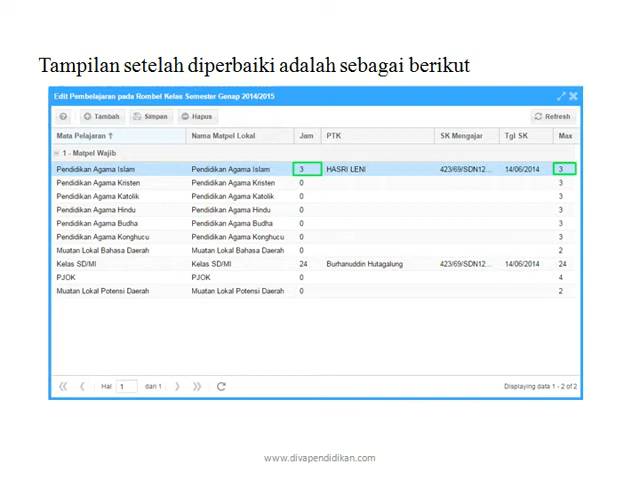 Tampilan setelah diperbaiki adalah sebagai berikut
Edit Pembelajaran pada Rombel Kelas Semester Genap 2014/2015
Tambah Simpan Hapus Refresh
Mata Pelajaran ↑ Nama Matpel Lokal Jam PTK SK Mengajar Tgl SK Max
1 - Matpel Wajib
Pendidikan Agama Islam Pendidikan Agama Islam 3 HASRI LENI 423/69/SDN12... 14/06/2014 3
Pendidikan Agama Kristen Pendidikan Agama Kristen 0 3
Pendidikan Agama Katolik Pendidikan Agama Katolik 0 3
Pendidikan Agama Hindu Pendidikan Agama Hindu 0 3
Pendidikan Agama Budha Pendidikan Agama Budha 0 3
Pendidikan Agama Konghucu Pendidikan Agama Konghucu 0 3
Muatan Lokal Bahasa Daerah Muatan Lokal Bahasa Daerah 0 2
Kelas SD/MI Kelas SD/MI 24 Burhanuddin Hutagalung 423/69/SDN12... 14/06/2014 24
PJOK PJOK 0 4
Muatan Lokal Potensi Daerah Muatan Lokal Potensi Daerah 0 2
Hal 1 dari 1 Displaying data 1 - 2 of 2
www.divapendidikan.com